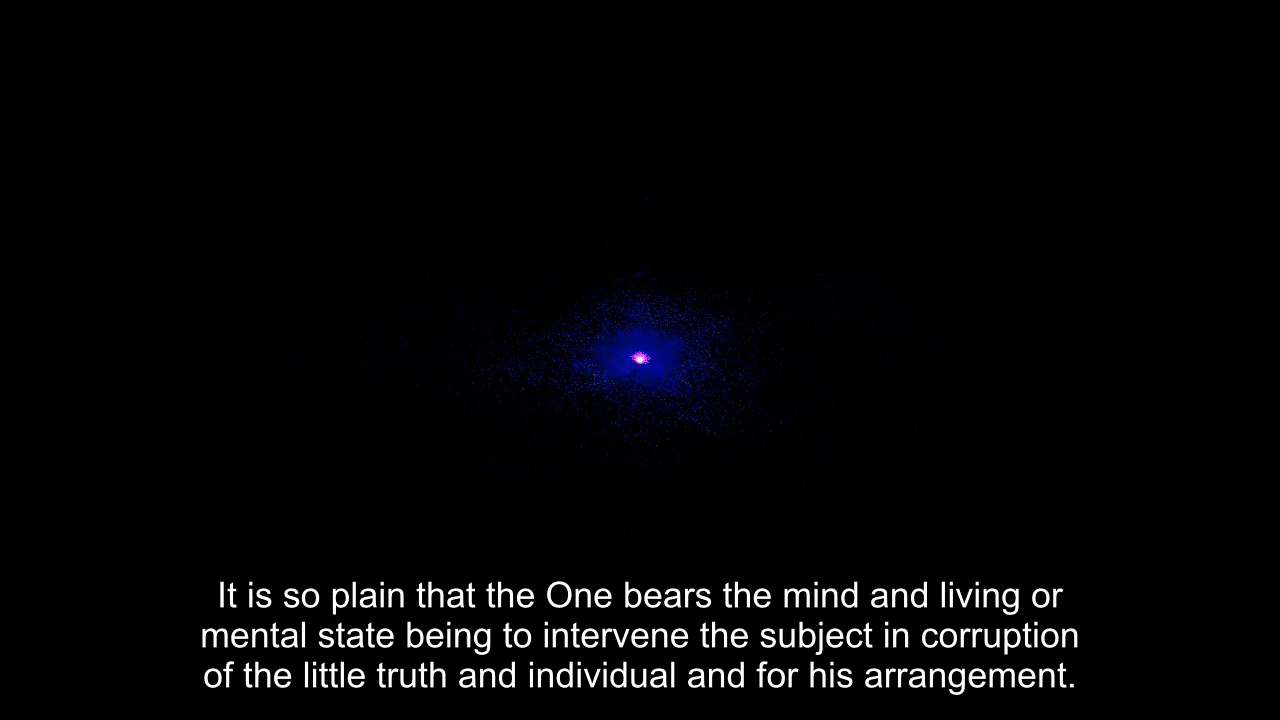 It is so plain that the One bears the mind and living or
mental state being to intervene the subject in corruption
of the little truth and individual and for his arrangement.